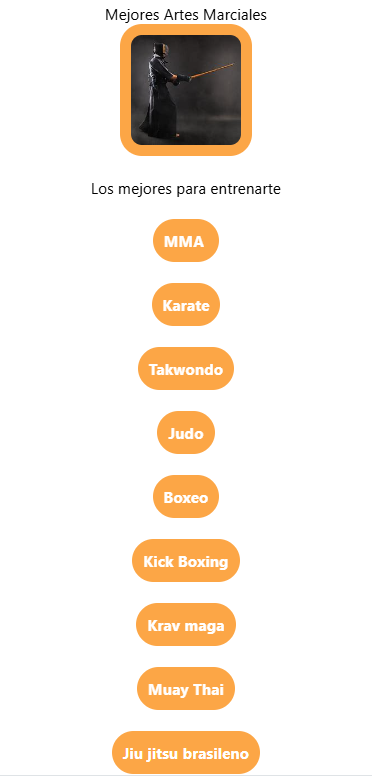 Mejores Artes Marciales
Los mejores para entrenarte
MMA
Karate
Takwondo
Judo
Boxeo
Kick Boxing
Krav maga
Muay Thai
Jiu jitsu brasileno